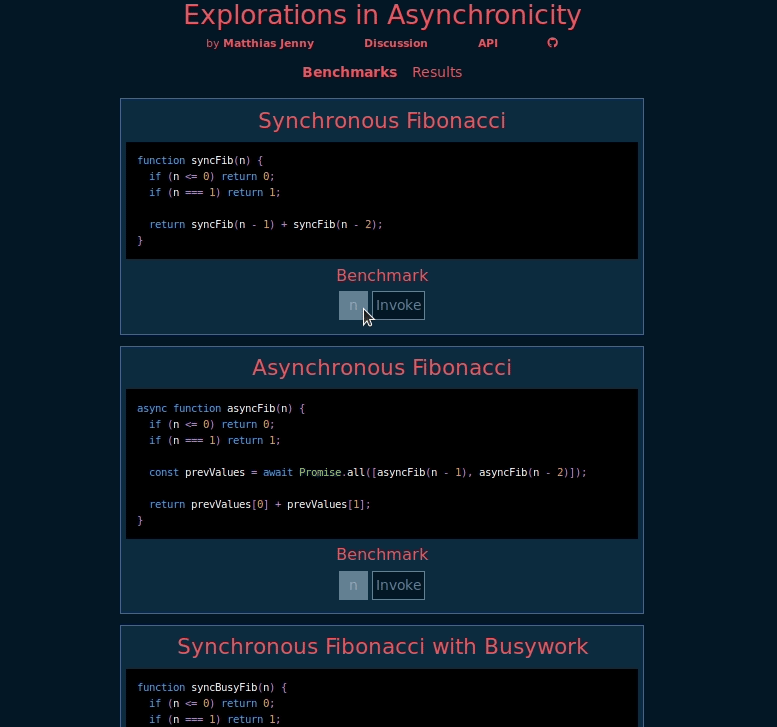 Explorations in Asynchronicity
by Matthias Jenny Discussion API
Benchmarks Results
Synchronous Fibonacci
function syncFib(n) {
  if (n <= 0) return 0;
  if (n === 1) return 1;

  return syncFib(n - 1) + syncFib(n - 2);
}
Benchmark
n Invoke
Asynchronous Fibonacci
async function asyncFib(n) {
  if (n <= 0) return 0;
  if (n === 1) return 1;

  const prevValues = await Promise.all([asyncFib(n - 1), asyncFib(n - 2)]);

  return prevValues[0] + prevValues[1];
}
Benchmark
n Invoke
Synchronous Fibonacci with Busywork
function syncBusyFib(n) {
  if (n <= 0) return 0;
  if (n === 1) return 1;